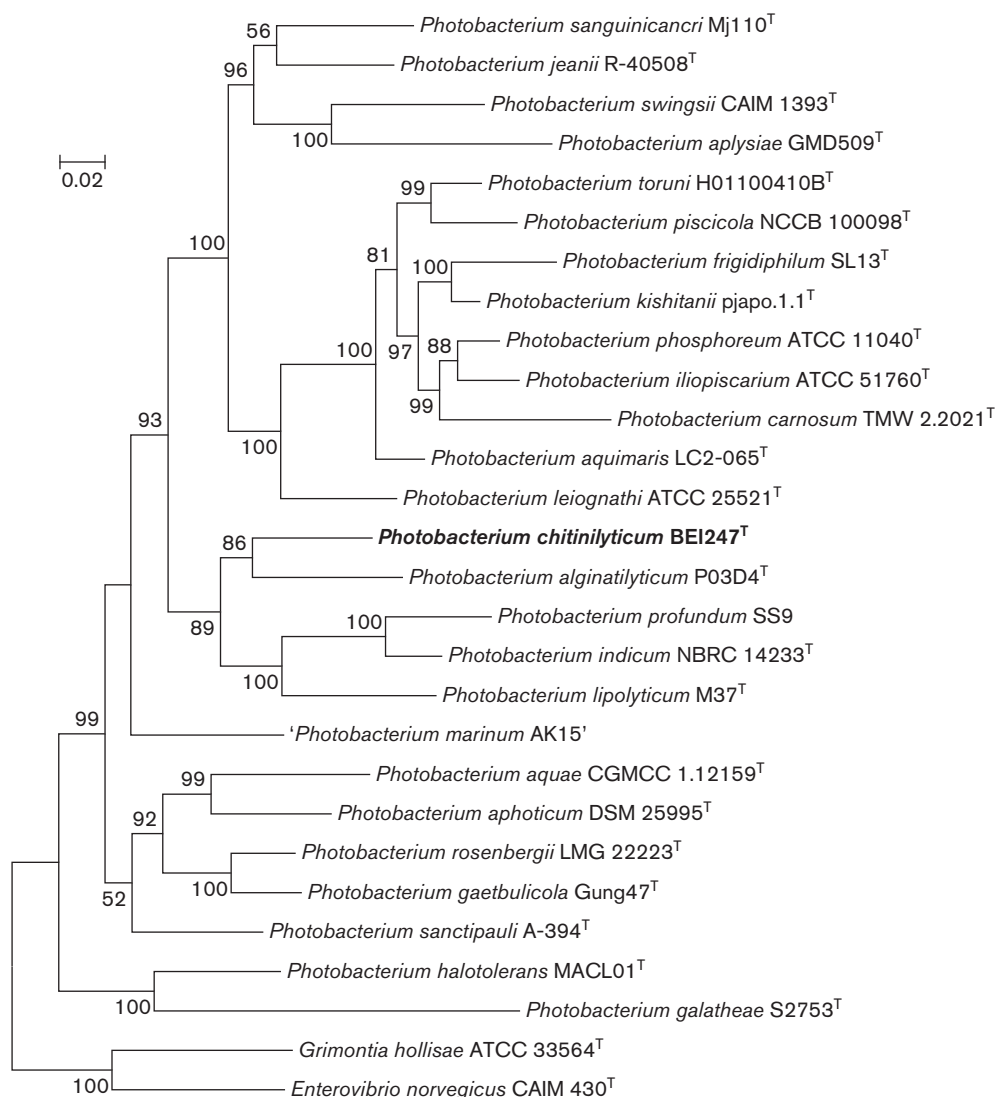 Photobacterium sanguinicancri Mj110ᵀ
56
Photobacterium jeanii R-40508ᵀ
96
Photobacterium swingsii CAIM 1393ᵀ
100
Photobacterium aplysiae GMD509ᵀ
0.02
Photobacterium toruni H01100410Bᵀ
99
Photobacterium piscicola NCCB 100098ᵀ
100
81
Photobacterium frigidiphilum SL13ᵀ
100
Photobacterium kishitanii pjapo.1.1ᵀ
Photobacterium phosphoreum ATCC 11040ᵀ
100
97
88
Photobacterium iliopiscarium ATCC 51760ᵀ
99
Photobacterium carnosum TMW 2.2021ᵀ
93
100
Photobacterium aquimaris LC2-065ᵀ
Photobacterium leiognathi ATCC 25521ᵀ
Photobacterium chitinilyticum BEI247ᵀ
86
Photobacterium alginatilyticum P03D4ᵀ
Photobacterium profundum SS9
100
89
Photobacterium indicum NBRC 14233ᵀ
100
Photobacterium lipolyticum M37ᵀ
99
‘Photobacterium marinum AK15’
Photobacterium aquae CGMCC 1.12159ᵀ
99
Photobacterium aphoticum DSM 25995ᵀ
92
Photobacterium rosenbergii LMG 22223ᵀ
100
Photobacterium gaetbulicola Gung47ᵀ
52
Photobacterium sanctipauli A-394ᵀ
Photobacterium halotolerans MACL01ᵀ
100
Photobacterium galatheae S2753ᵀ
Grimontia hollisae ATCC 33564ᵀ
100
Enterovibrio norvegicus CAIM 430ᵀ